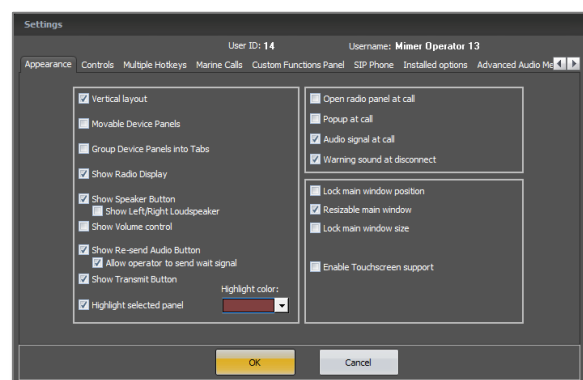 Settings
User ID: 14 Username: Mimer Operator 13
Appearance Controls Multiple Hotkeys Marine Calls Custom Functions Panel SIP Phone Installed options Advanced Audio Me
Vertical layout
Movable Device Panels
Group Device Panels into Tabs
Show Radio Display
Show Speaker Button
Show Left/Right Loudspeaker
Show Volume control
Show Re-send Audio Button
Allow operator to send wait signal
Show Transmit Button
Highlight color:
Highlight selected panel
Open radio panel at call
Popup at call
Audio signal at call
Warning sound at disconnect
Lock main window position
Resizable main window
Lock main window size
Enable Touchscreen support
OK Cancel